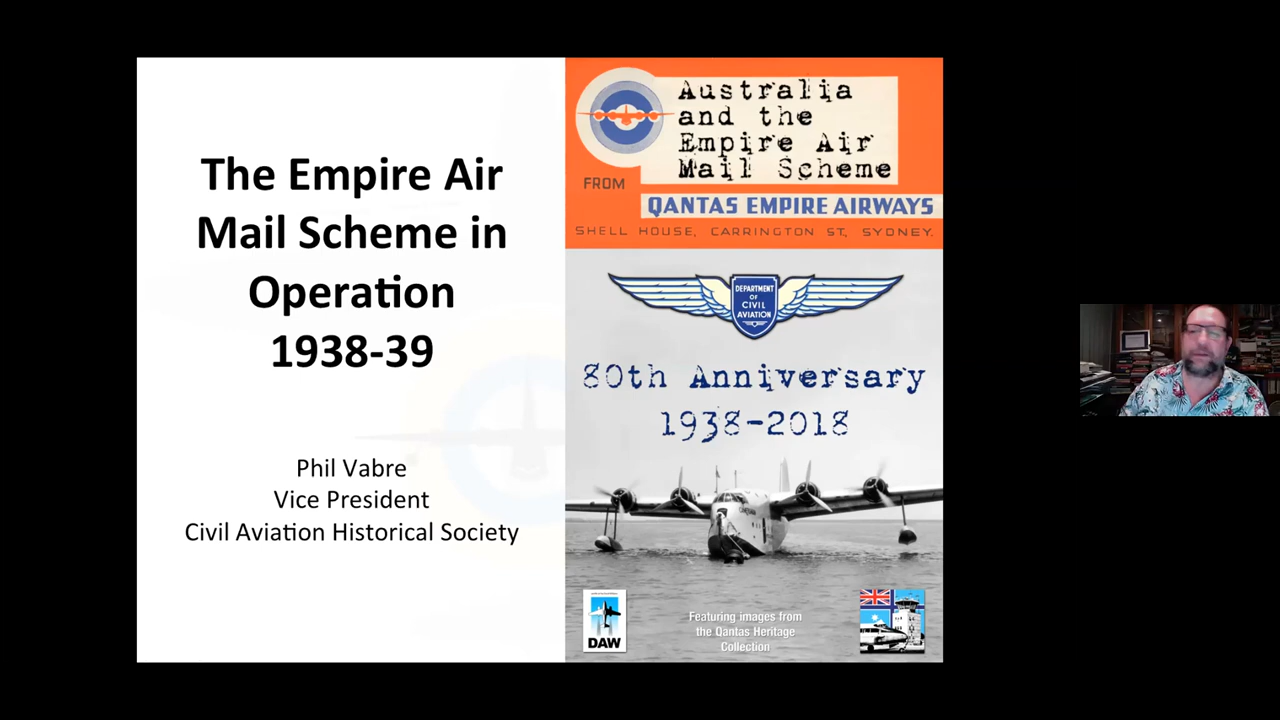 The Empire Air
Mail Scheme in
Operation
1938-39
Phil Vabre
Vice President
Civil Aviation Historical Society
Australia
and the
Empire Air
Mail Scheme
FROM
QANTAS EMPIRE AIRWAYS
SHELL HOUSE, CARRINGTON ST, SYDNEY.
DEPARTMENT
OF
CIVIL
AVIATION
80th Anniversary
1938-2018
DAW
Featuring images from
the Qantas Heritage
Collection